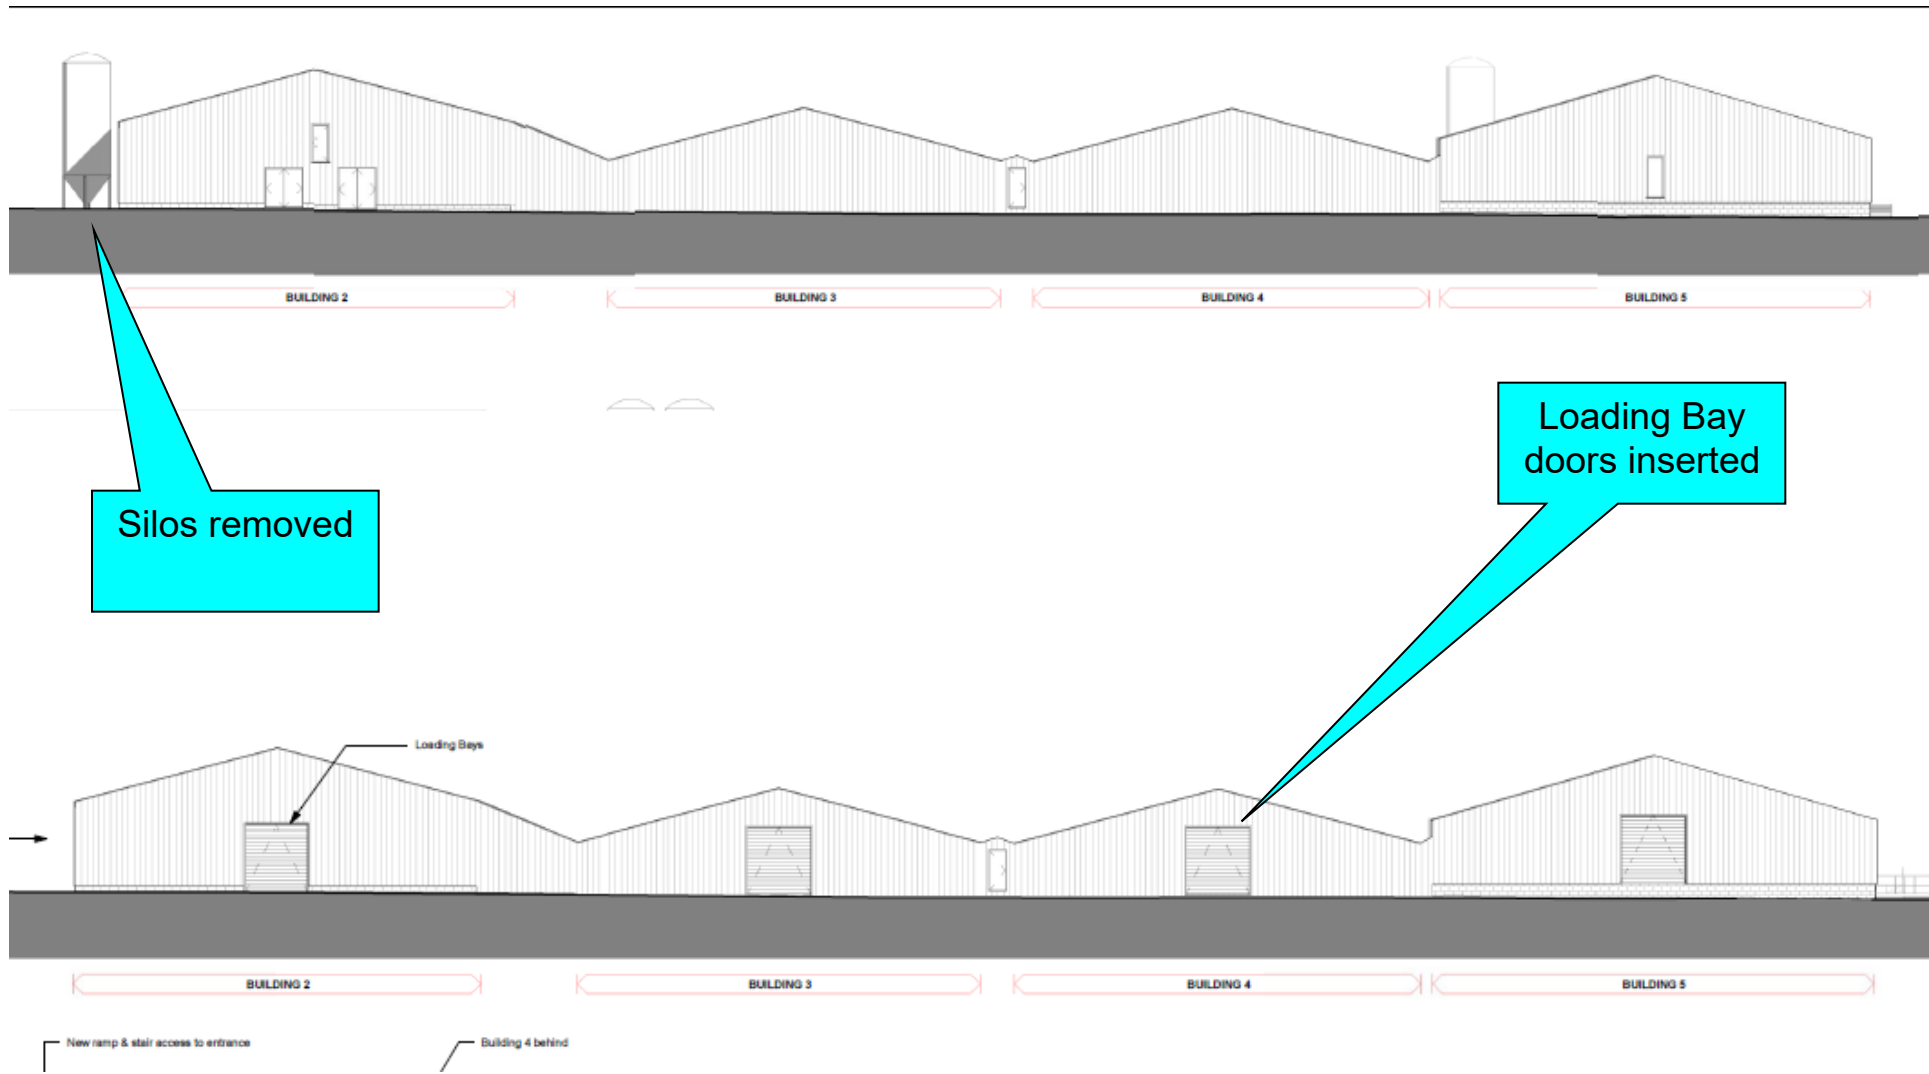 BUILDING 2
BUILDING 3
BUILDING 4
BUILDING 5
Silos removed
Loading Bay
doors inserted
Loading Bays
BUILDING 2
BUILDING 3
BUILDING 4
BUILDING 5
New ramp & stair access to entrance
Building 4 behind